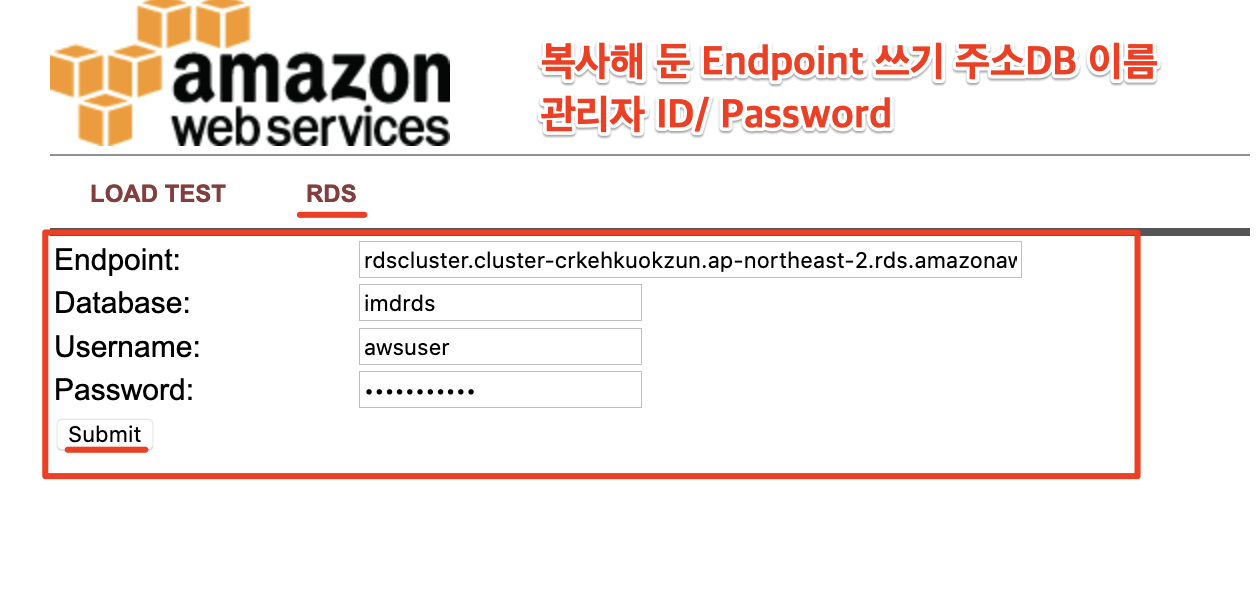 amazon
web services
복사해 둔 Endpoint 쓰기 주소DB 이름
관리자 ID/ Password
LOAD TEST RDS
Endpoint: rdscluster.cluster-crkehkuokzun.ap-northeast-2.rds.amazonaw
Database: imdrds
Username: awsuser
Password: •••••••••••
Submit